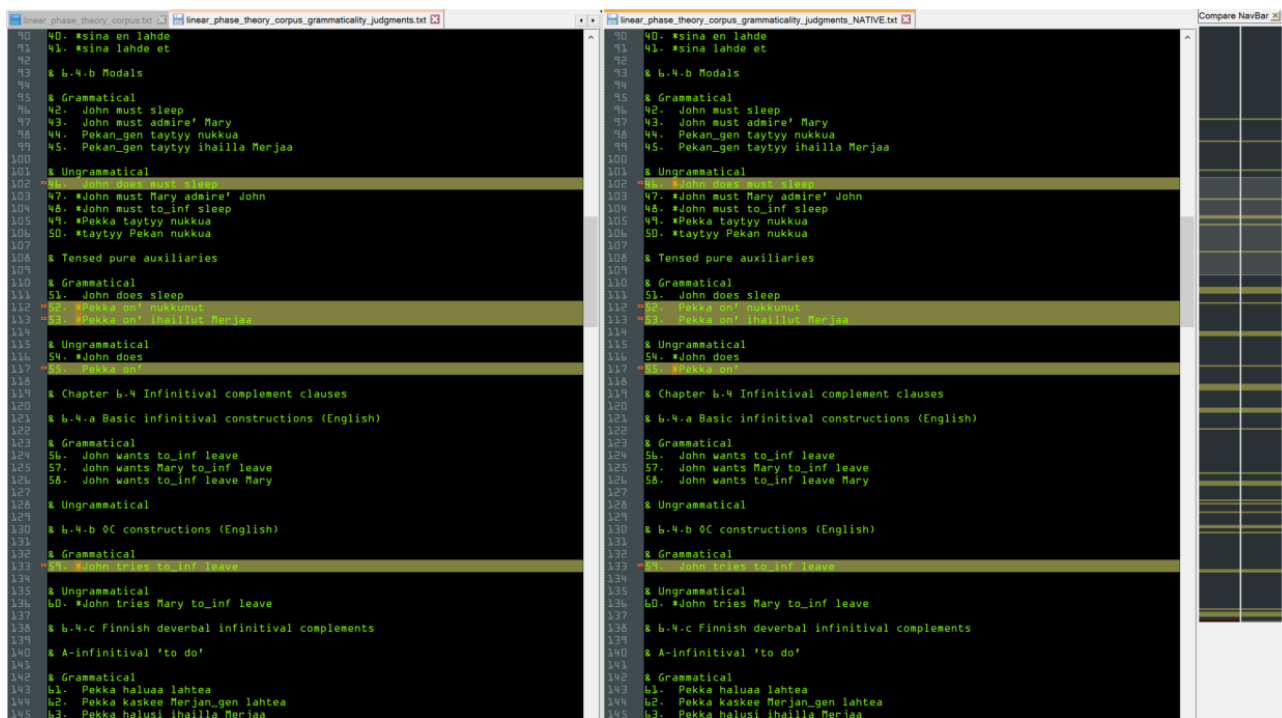 linear_phase_theory_corpus.txt
linear_phase_theory_corpus_grammaticality_judgments.txt
90 40. *sina en lahde
91 41. *sina lahde et
92
93 & 6.4.b Modals
94
95 & Grammatical
96 42. John must sleep
97 43. John must admire' Mary
98 44. Pekan_gen taytyy nukkua
99 45. Pekan_gen taytyy ihailla Merjaa
100
101 & Ungrammatical
102 46. John does must sleep
103 47. *John must Mary admire' John
104 48. *John must to_inf sleep
105 49. *Pekka taytyy nukkua
106 50. *taytyy Pekan nukkua
107
108 & Tensed pure auxiliaries
109
110 & Grammatical
111 51. John does sleep
112 52. *Pekka on' nukkunut
113 53. *Pekka on' ihaillut Merjaa
114
115 & Ungrammatical
116 54. *John does
117 55. Pekka on'
118
119 & Chapter 6.4 Infinitival complement clauses
120
121 & 6.4.a Basic infinitival constructions (English)
122
123 & Grammatical
124 56. John wants to_inf leave
125 57. John wants Mary to_inf leave
126 58. John wants to_inf leave Mary
127
128 & Ungrammatical
129
130 & 6.4.b OC constructions (English)
131
132 & Grammatical
133 59. *John tries to_inf leave
134
135 & Ungrammatical
136 60. *John tries Mary to_inf leave
137
138 & 6.4.c Finnish deverbal infinitival complements
139
140 & A-infinitival 'to do'
141
142 & Grammatical
143 61. Pekka haluaa lahtea
144 62. Pekka kaskee Merjan_gen lahtea
145 63. Pekka halusi ihailla Merjaa
linear_phase_theory_corpus_grammaticality_judgments_NATIVE.txt
90 40. *sina en lahde
91 41. *sina lahde et
92
93 & 6.4.b Modals
94
95 & Grammatical
96 42. John must sleep
97 43. John must admire' Mary
98 44. Pekan_gen taytyy nukkua
99 45. Pekan_gen taytyy ihailla Merjaa
100
101 & Ungrammatical
102 46. *John does must sleep
103 47. *John must Mary admire' John
104 48. *John must to_inf sleep
105 49. *Pekka taytyy nukkua
106 50. *taytyy Pekan nukkua
107
108 & Tensed pure auxiliaries
109
110 & Grammatical
111 51. John does sleep
112 52. Pekka on' nukkunut
113 53. Pekka on' ihaillut Merjaa
114
115 & Ungrammatical
116 54. *John does
117 55. *Pekka on'
118
119 & Chapter 6.4 Infinitival complement clauses
120
121 & 6.4.a Basic infinitival constructions (English)
122
123 & Grammatical
124 56. John wants to_inf leave
125 57. John wants Mary to_inf leave
126 58. John wants to_inf leave Mary
127
128 & Ungrammatical
129
130 & 6.4.b OC constructions (English)
131
132 & Grammatical
133 59. John tries to_inf leave
134
135 & Ungrammatical
136 60. *John tries Mary to_inf leave
137
138 & 6.4.c Finnish deverbal infinitival complements
139
140 & A-infinitival 'to do'
141
142 & Grammatical
143 61. Pekka haluaa lahtea
144 62. Pekka kaskee Merjan_gen lahtea
145 63. Pekka halusi ihailla Merjaa
Compare NavBar